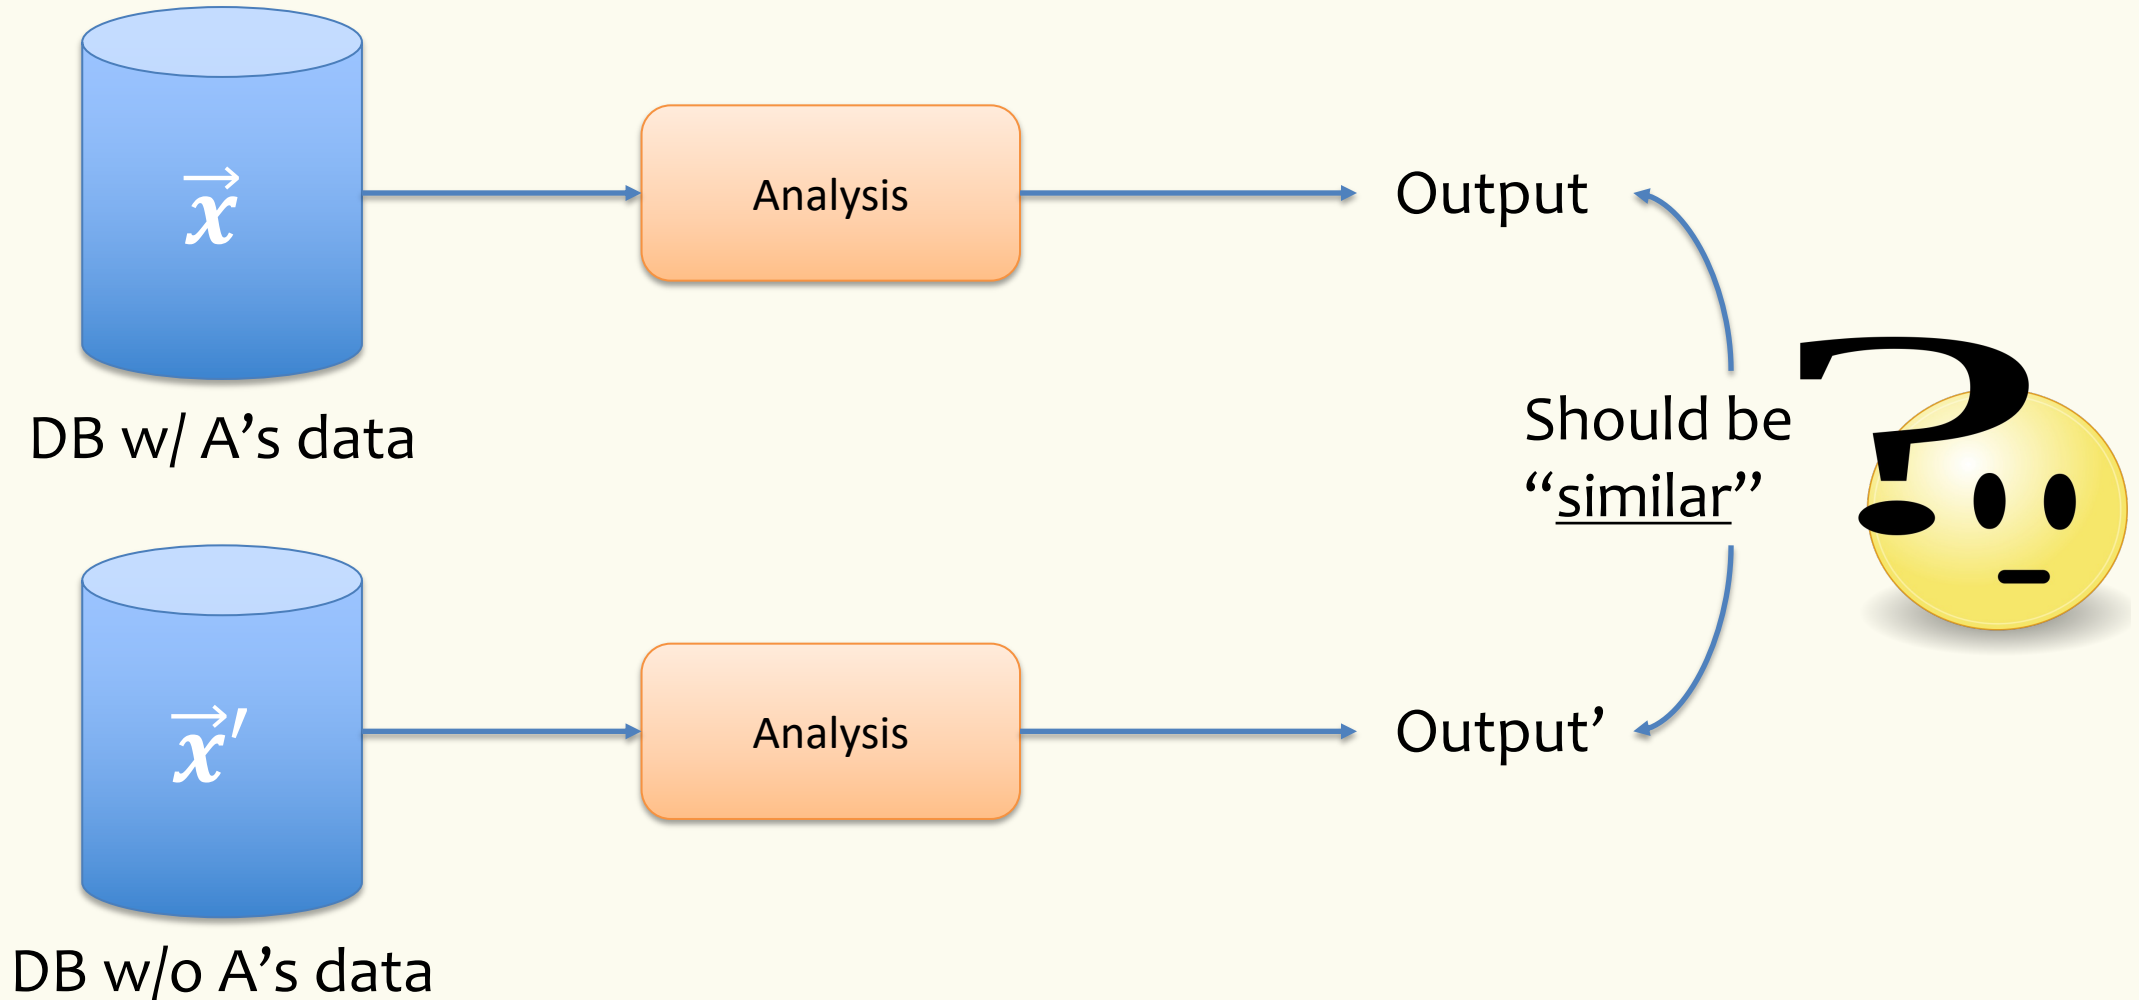 x⃗
Analysis
Output
DB w/ A’s data
Should be
“similar”
?
x⃗′
Analysis
Output’
DB w/o A’s data